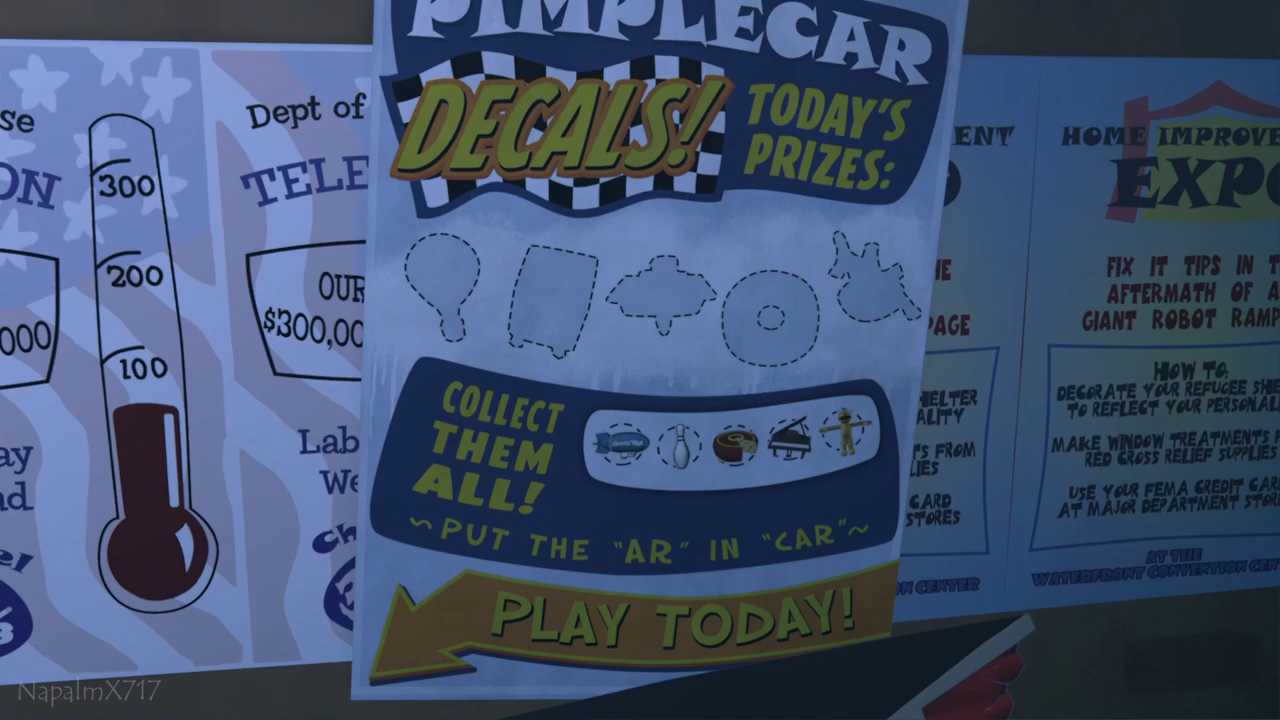 se
ON
000
ay
nd
e!
300
200
100
Dept of
TELE
OUR
$300,00
Lab
We
Ch
PIMPLECAR
DECALS!
TODAY'S
PRIZES:
COLLECT
THEM
ALL!
~PUT THE "AR" IN "CAR"~
PLAY TODAY!
ENT
NE
PAGE
HELTER
ALITY
TS FROM
LIES
CARD
STORES
ON CENTER
HOME IMPROVE
EXPO
FIX IT TIPS IN T
AFTERMATH OF A
GIANT ROBOT RAMP
HOW TO:
DECORATE YOUR REFUGEE SHE
TO REFLECT YOUR PERSONAL
MAKE WINDOW TREATMENTS
RED CROSS RELIEF SUPPLIES
USE YOUR FEMA CREDIT CAR
AT MAJOR DEPARTMENT STOR
AT THE
WATERFRONT CONVENTION CEN
NapalmX717